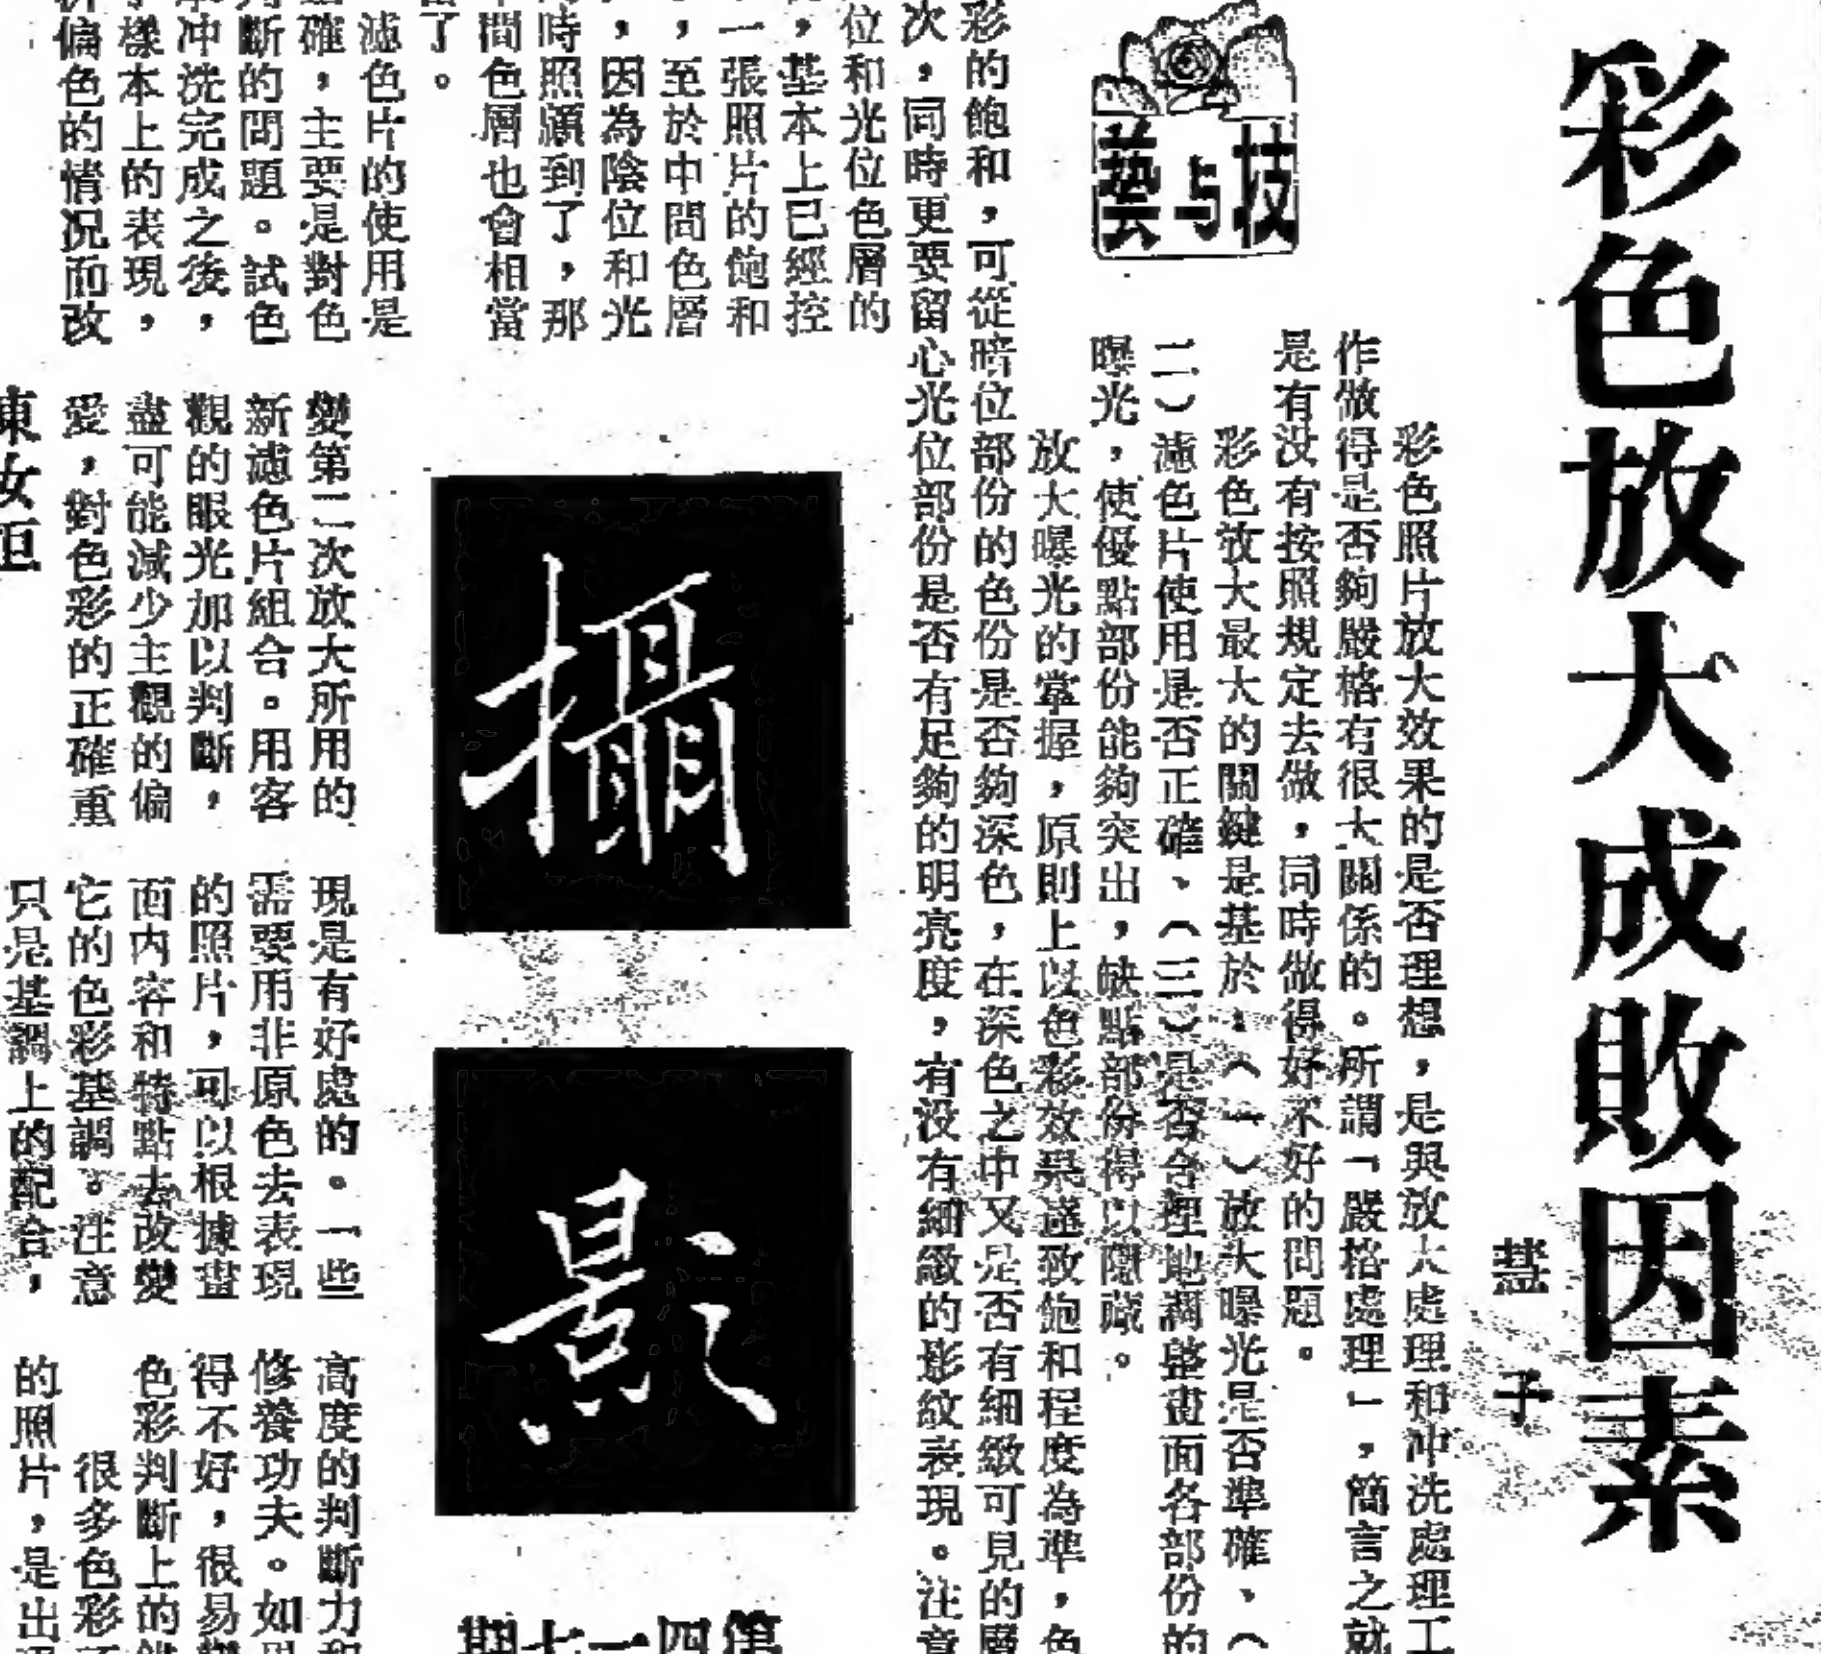 彩色放大成敗因素
慧子
技与藝
彩色照片放大效果的是否理想，是與放大處理和冲洗處理工
作做得是否夠嚴格有很大關係的。所謂「嚴格處理」，簡言之就
是有没有按照規定去做，同時做得好不好的問題。
彩色放大最大的關鍵是基於：（一）放大曝光是否準確、（
二）濾色片使用是否正確、（三）是否合理地調整畫面各部份的
曝光，使優點部份能夠突出，缺點部份得以隱藏。
放大曝光的掌握，原則上以色彩效果達致飽和程度為準，色
彩的飽和，可從暗位部份的色份是否夠深色，在深色之中又是否有細緻可見的層
次，同時更要留心光位部份是否有足夠的明亮度，有没有細緻的影紋表現。注意
位和光位色層的
，基本上已經控
一張照片的飽和
，至於中間色層
，因為陰位和光
時照顧到了，那
間色層也會相當
了。
濾色片的使用是
確，主要是對色
斷的問題。試色
冲洗完成之後，
樣本上的表現，
偏色的情况而改
攝影
第四一七期
變第二次放大所用的
新濾色片組合。用客
觀的眼光加以判斷，
盡可能減少主觀的偏
愛，對色彩的正確重
現是有好處的。一些
需要用非原色去表現
的照片，可以根據畫
面内容和特點去改變
它的色彩基調。注意
只是基調上的配合，
高度的判斷力和
修養功夫。如果
得不好，很易變
色彩判斷上的錯
很多色彩
的照片，是出